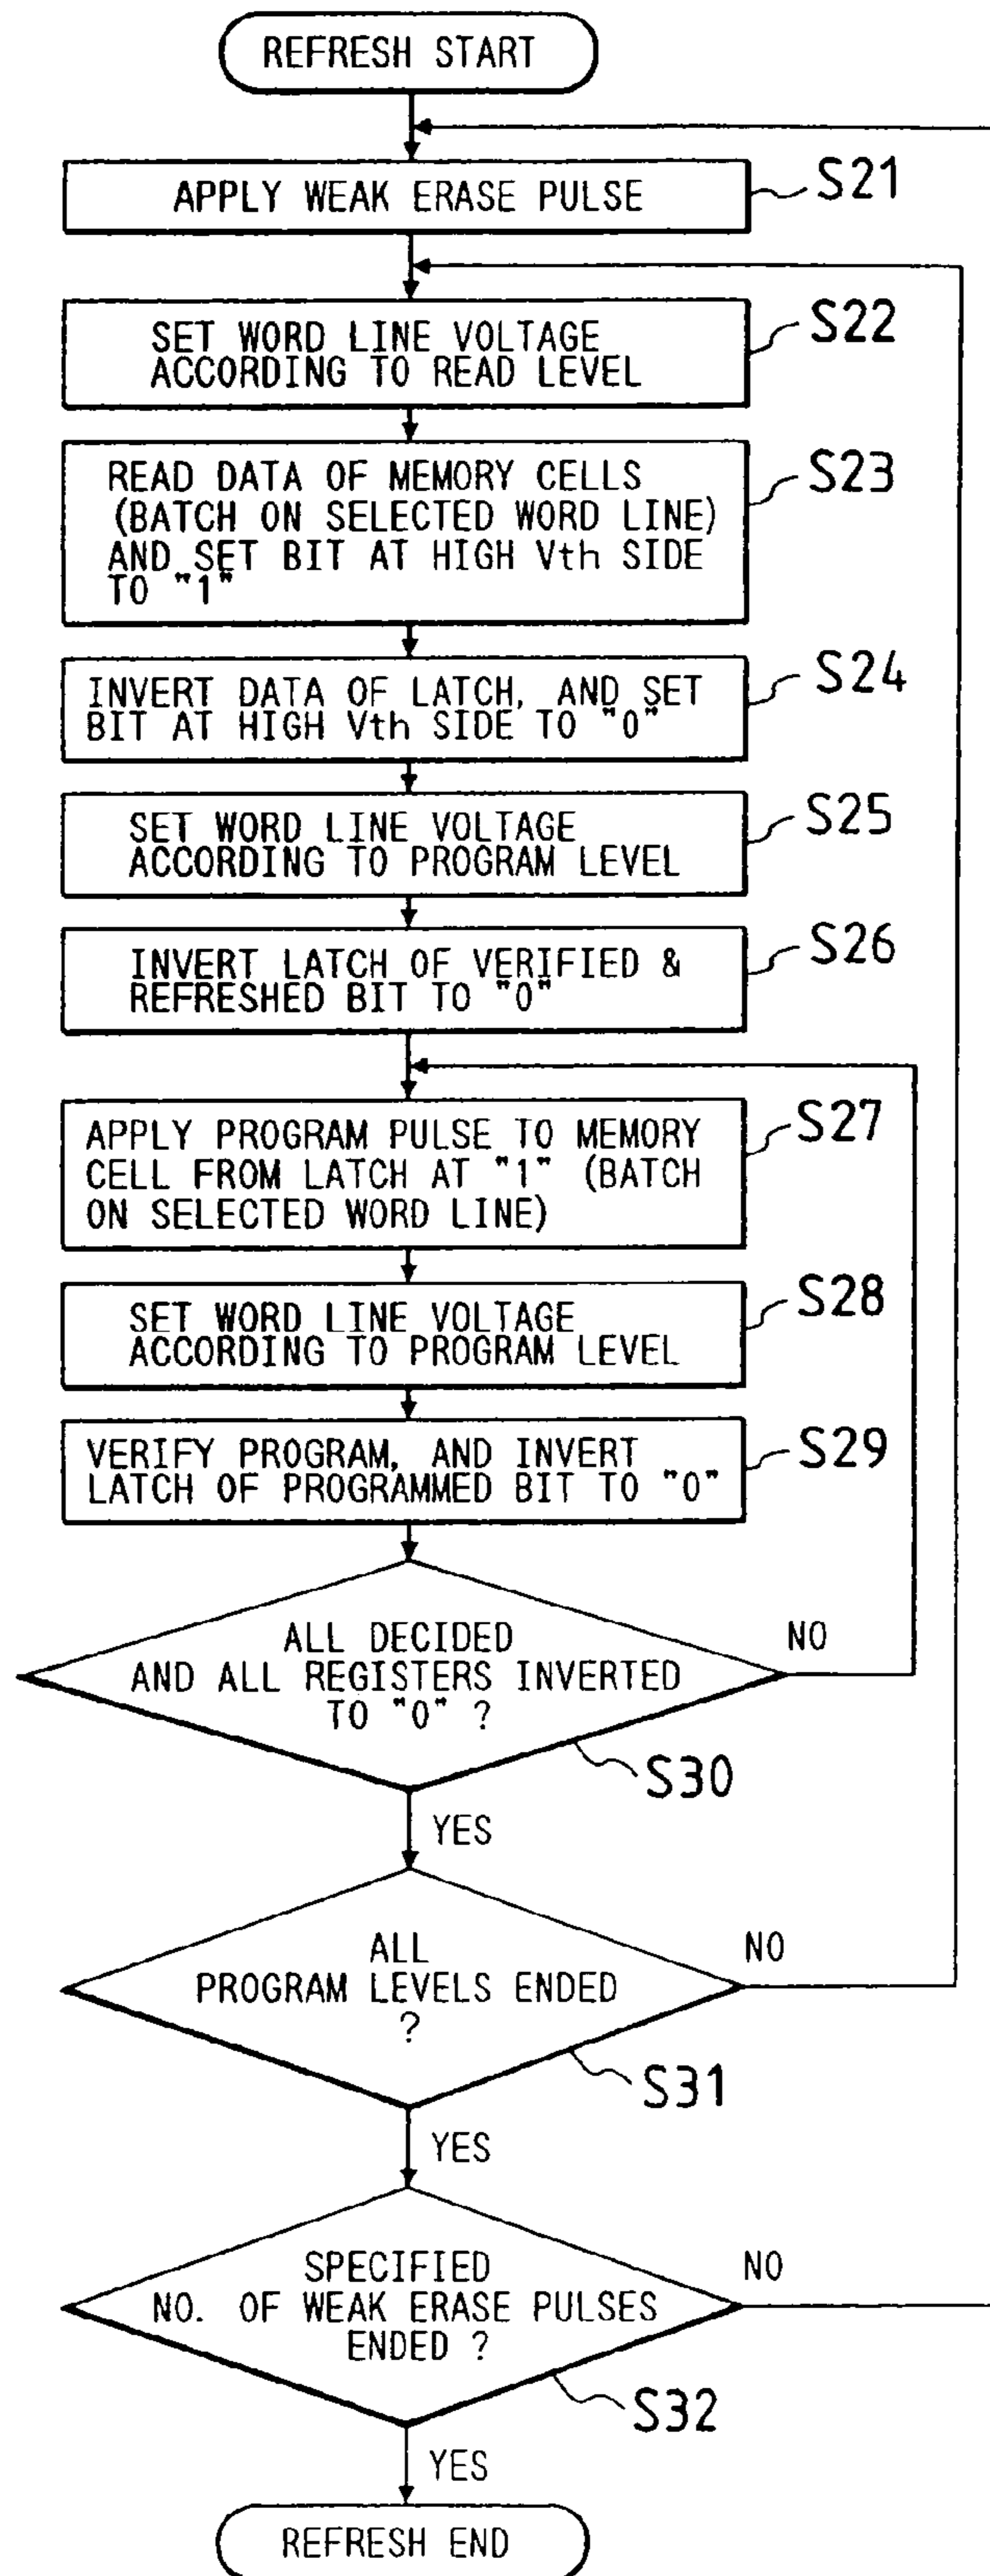 REFRESH START
APPLY WEAK ERASE PULSE
S21
SET WORD LINE VOLTAGE
ACCORDING TO READ LEVEL
S22
READ DATA OF MEMORY CELLS
(BATCH ON SELECTED WORD LINE)
AND SET BIT AT HIGH Vth SIDE
TO "1"
S23
INVERT DATA OF LATCH, AND SET
BIT AT HIGH Vth SIDE TO "0"
S24
SET WORD LINE VOLTAGE
ACCORDING TO PROGRAM LEVEL
S25
INVERT LATCH OF VERIFIED &
REFRESHED BIT TO "0"
S26
APPLY PROGRAM PULSE TO MEMORY
CELL FROM LATCH AT "1" (BATCH
ON SELECTED WORD LINE)
S27
SET WORD LINE VOLTAGE
ACCORDING TO PROGRAM LEVEL
S28
VERIFY PROGRAM, AND INVERT
LATCH OF PROGRAMMED BIT TO "0"
S29
ALL DECIDED
AND ALL REGISTERS INVERTED
TO "0" ?
NO
S30
YES
ALL
PROGRAM LEVELS ENDED
?
NO
S31
YES
SPECIFIED
NO. OF WEAK ERASE PULSES
ENDED ?
NO
S32
YES
REFRESH END